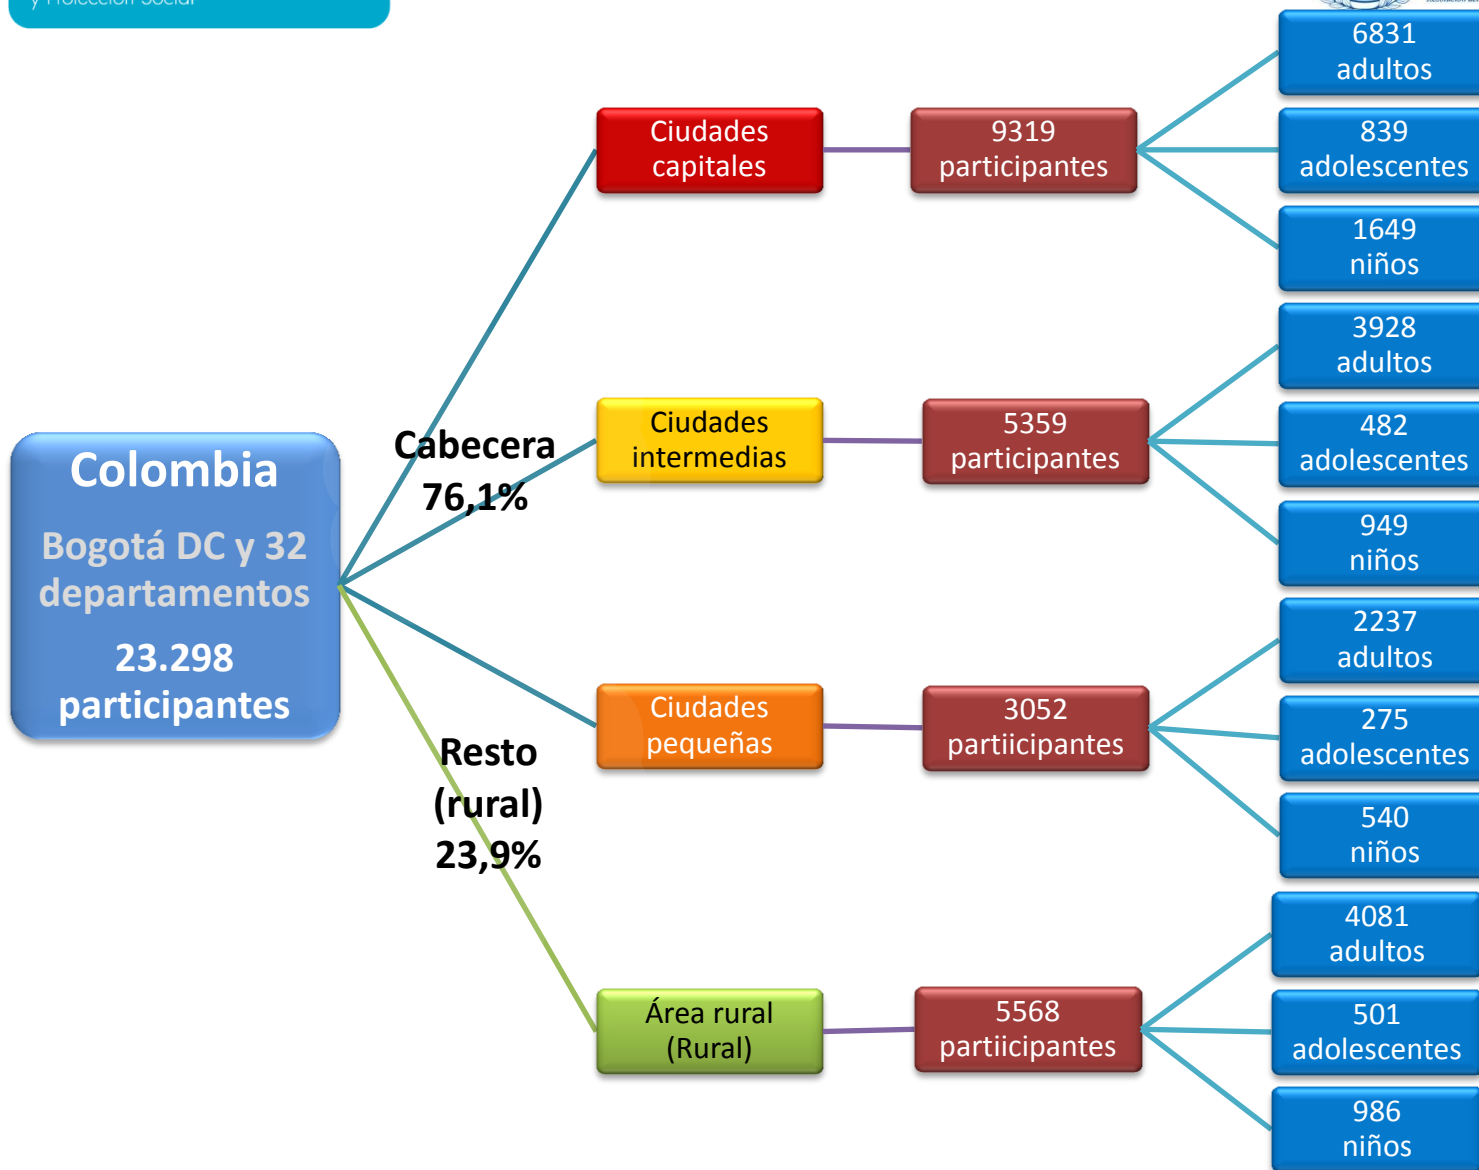 y Protección Social
Colombia
Bogotá DC y 32
departamentos
23.298
participantes
Cabecera
76,1%
Resto
(rural)
23,9%
Ciudades
capitales
9319
participantes
6831
adultos
839
adolescentes
1649
niños
Ciudades
intermedias
5359
participantes
3928
adultos
482
adolescentes
949
niños
Ciudades
pequeñas
3052
partiicipantes
2237
adultos
275
adolescentes
540
niños
Área rural
(Rural)
5568
partiicipantes
4081
adultos
501
adolescentes
986
niños